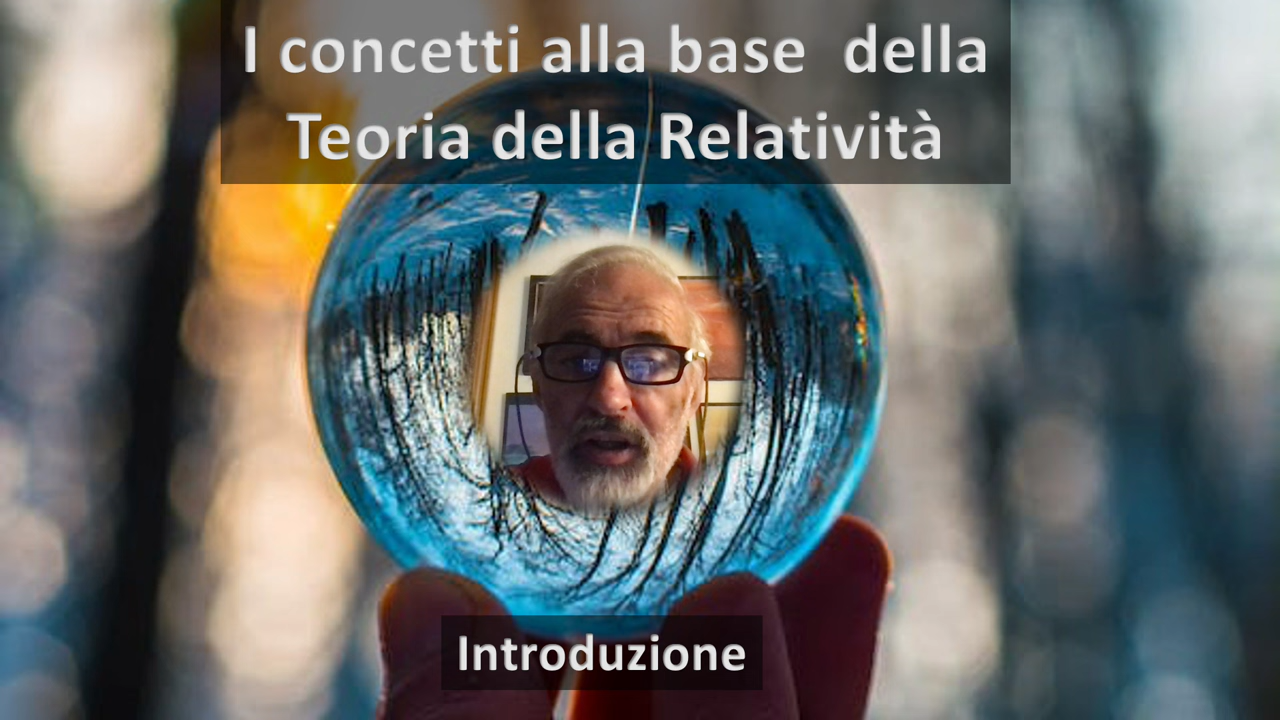 I concetti alla base della
Teoria della Relatività
Introduzione